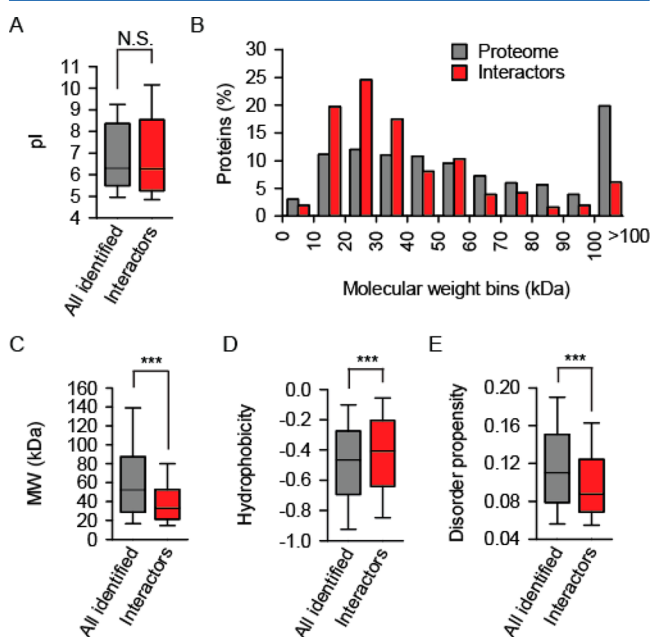 A
N.S.
11
10
9
8
7
6
5
4
pI
All identified
Interactors
B
Proteome
Interactors
30
25
20
15
10
5
0
Proteins (%)
0
10
20
30
40
50
60
70
80
90
100
>100
Molecular weight bins (kDa)
C
***
160
140
120
100
80
60
40
20
0
MW (kDa)
All identified
Interactors
D
***
0.0
-0.2
-0.4
-0.6
-0.8
-1.0
Hydrophobicity
All identified
Interactors
E
***
0.20
0.16
0.12
0.08
0.04
Disorder propensity
All identified
Interactors